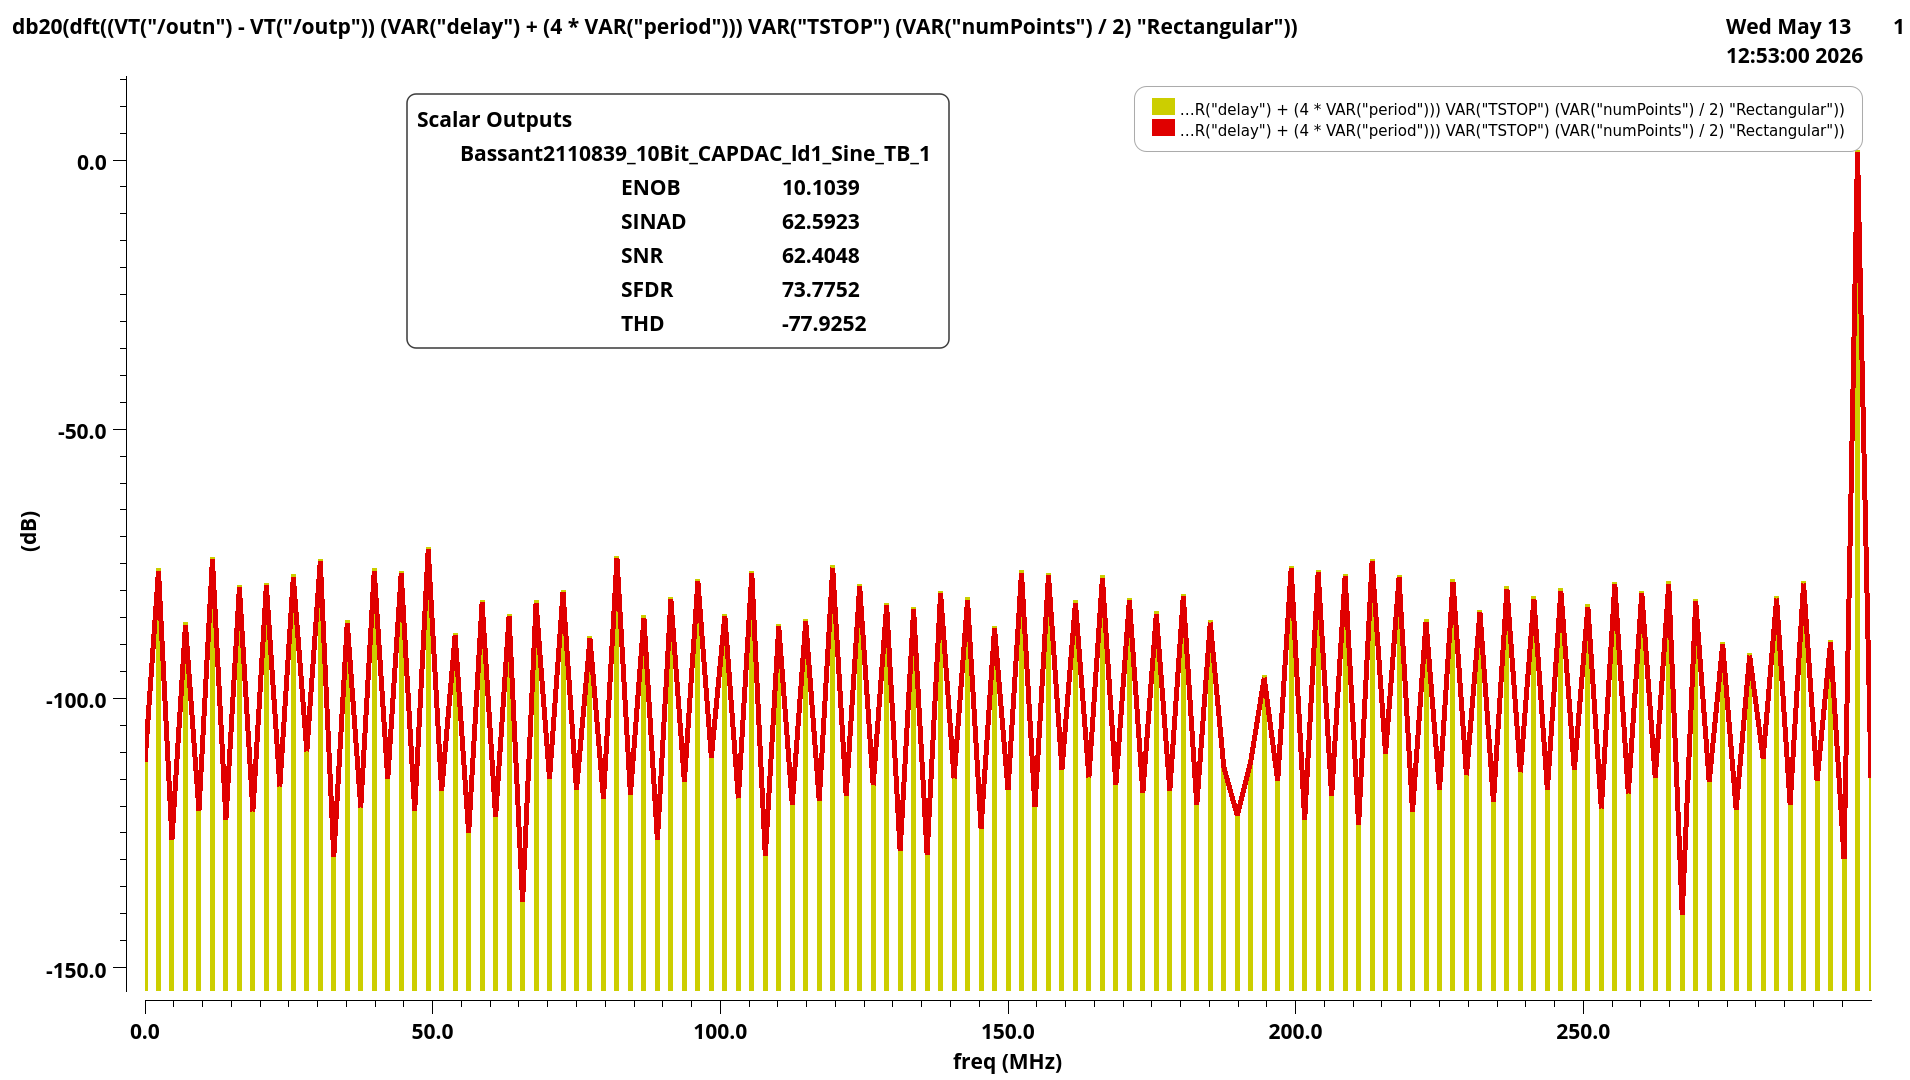 db20(dft((VT("/outn") - VT("/outp")) (VAR("delay") + (4 * VAR("period"))) VAR("TSTOP") (VAR("numPoints") / 2) "Rectangular"))
Wed May 13 1
12:53:00 2026
...R("delay") + (4 * VAR("period"))) VAR("TSTOP") (VAR("numPoints") / 2) "Rectangular"))
...R("delay") + (4 * VAR("period"))) VAR("TSTOP") (VAR("numPoints") / 2) "Rectangular"))
Scalar Outputs
Bassant2110839_10Bit_CAPDAC_ld1_Sine_TB_1
ENOB 10.1039
SINAD 62.5923
SNR 62.4048
SFDR 73.7752
THD -77.9252
0.0
-50.0
-100.0
-150.0
(dB)
0.0 50.0 100.0 150.0 200.0 250.0
freq (MHz)